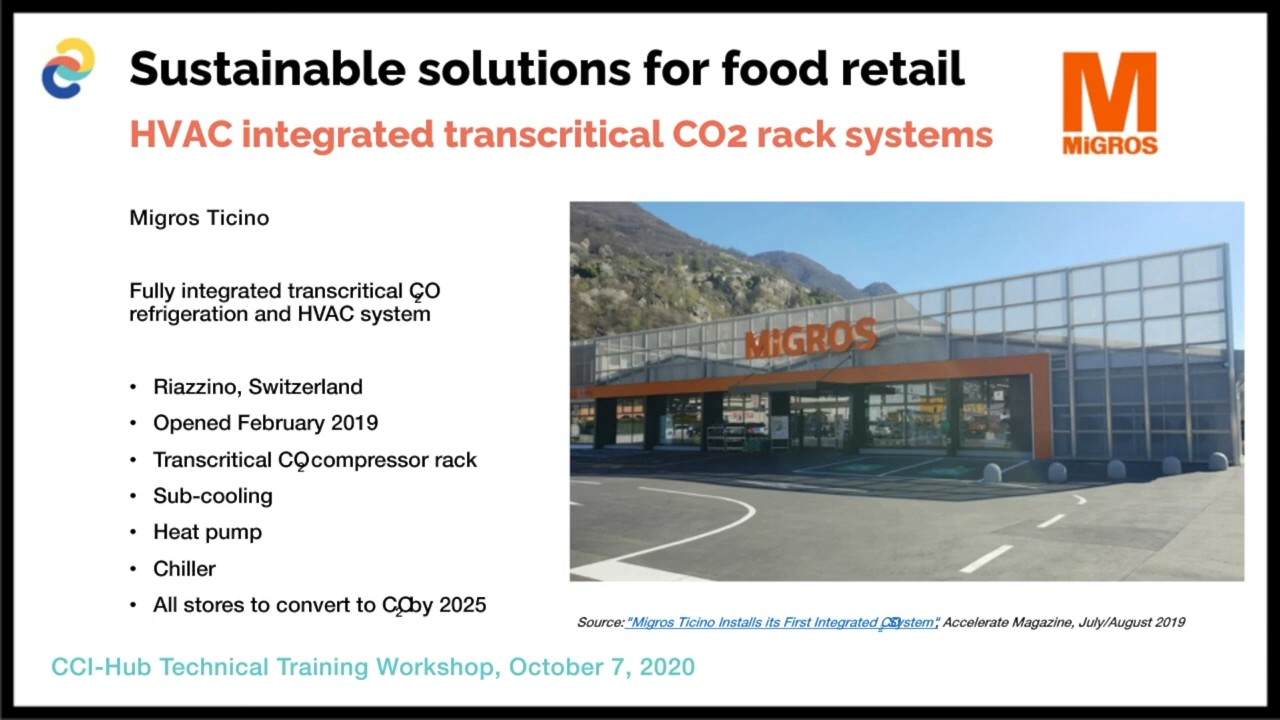 Sustainable solutions for food retail
HVAC integrated transcritical CO2 rack systems
M
MiGROS
Migros Ticino
Fully integrated transcritical CO2
refrigeration and HVAC system
• Riazzino, Switzerland
• Opened February 2019
• Transcritical CO2 compressor rack
• Sub-cooling
• Heat pump
• Chiller
• All stores to convert to CO2 by 2025
MiGROS
Source: "Migros Ticino Installs its First Integrated CO2 System", Accelerate Magazine, July/August 2019
CCI-Hub Technical Training Workshop, October 7, 2020